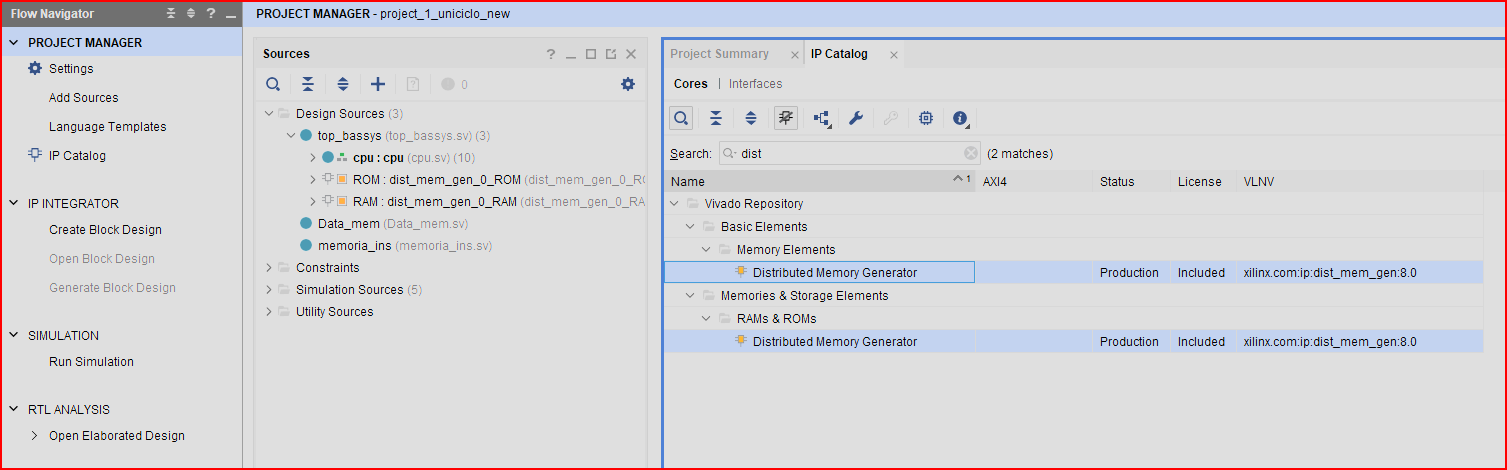 Flow Navigator
PROJECT MANAGER
Settings
Add Sources
Language Templates
IP Catalog
IP INTEGRATOR
Create Block Design
Open Block Design
Generate Block Design
SIMULATION
Run Simulation
RTL ANALYSIS
Open Elaborated Design
PROJECT MANAGER - project_1_uniciclo_new
Sources
0
Design Sources (3)
top_bassys (top_bassys.sv) (3)
cpu : cpu (cpu.sv) (10)
ROM : dist_mem_gen_0_ROM (dist_mem_gen_0_RO
RAM : dist_mem_gen_0_RAM (dist_mem_gen_0_RA
Data_mem (Data_mem.sv)
memoria_ins (memoria_ins.sv)
Constraints
Simulation Sources (5)
Utility Sources
Project Summary
IP Catalog
Cores | Interfaces
Search: dist (2 matches)
Name 1 AXI4 Status License VLNV
Vivado Repository
Basic Elements
Memory Elements
Distributed Memory Generator Production Included xilinx.com:ip:dist_mem_gen:8.0
Memories & Storage Elements
RAMs & ROMs
Distributed Memory Generator Production Included xilinx.com:ip:dist_mem_gen:8.0